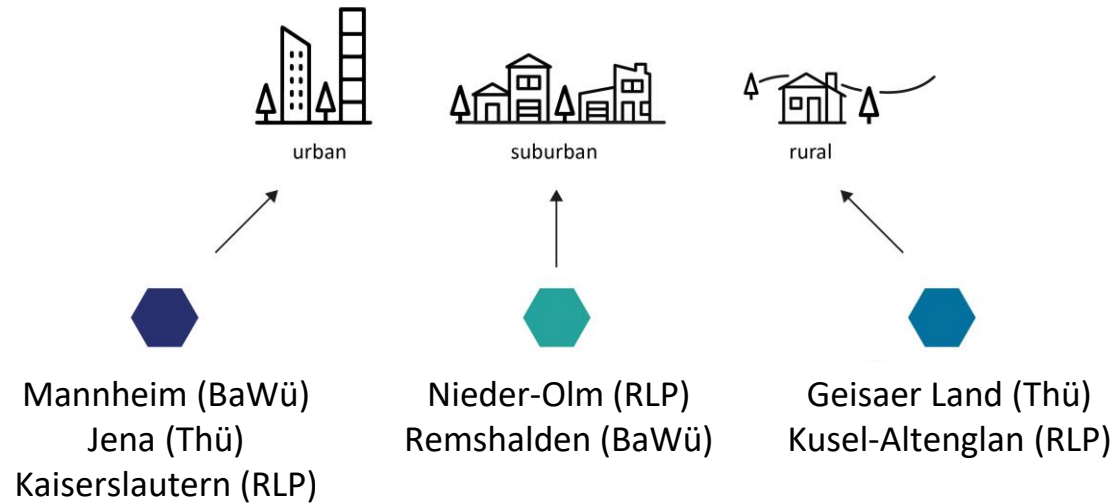 urban
suburban
rural
Mannheim (BaWü)
Jena (Thü)
Kaiserslautern (RLP)
Nieder-Olm (RLP)
Remshalden (BaWü)
Geisaer Land (Thü)
Kusel-Altenglan (RLP)